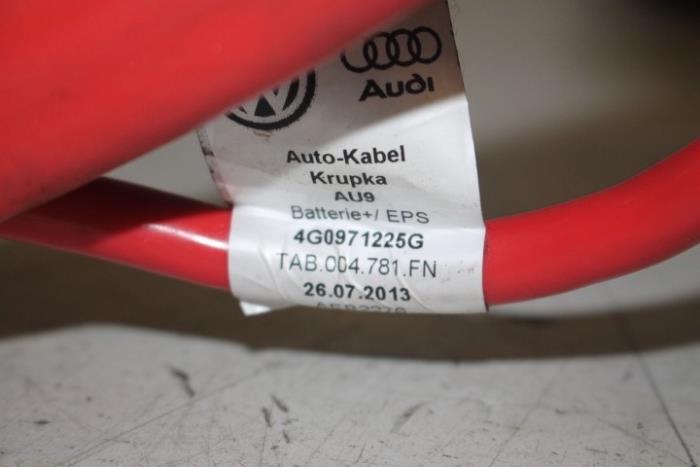 Audi
Auto-Kabel
Krupka
AU9
Batterie+/ EPS
4G0971225G
TAB.004.781.FN
26.07.2013